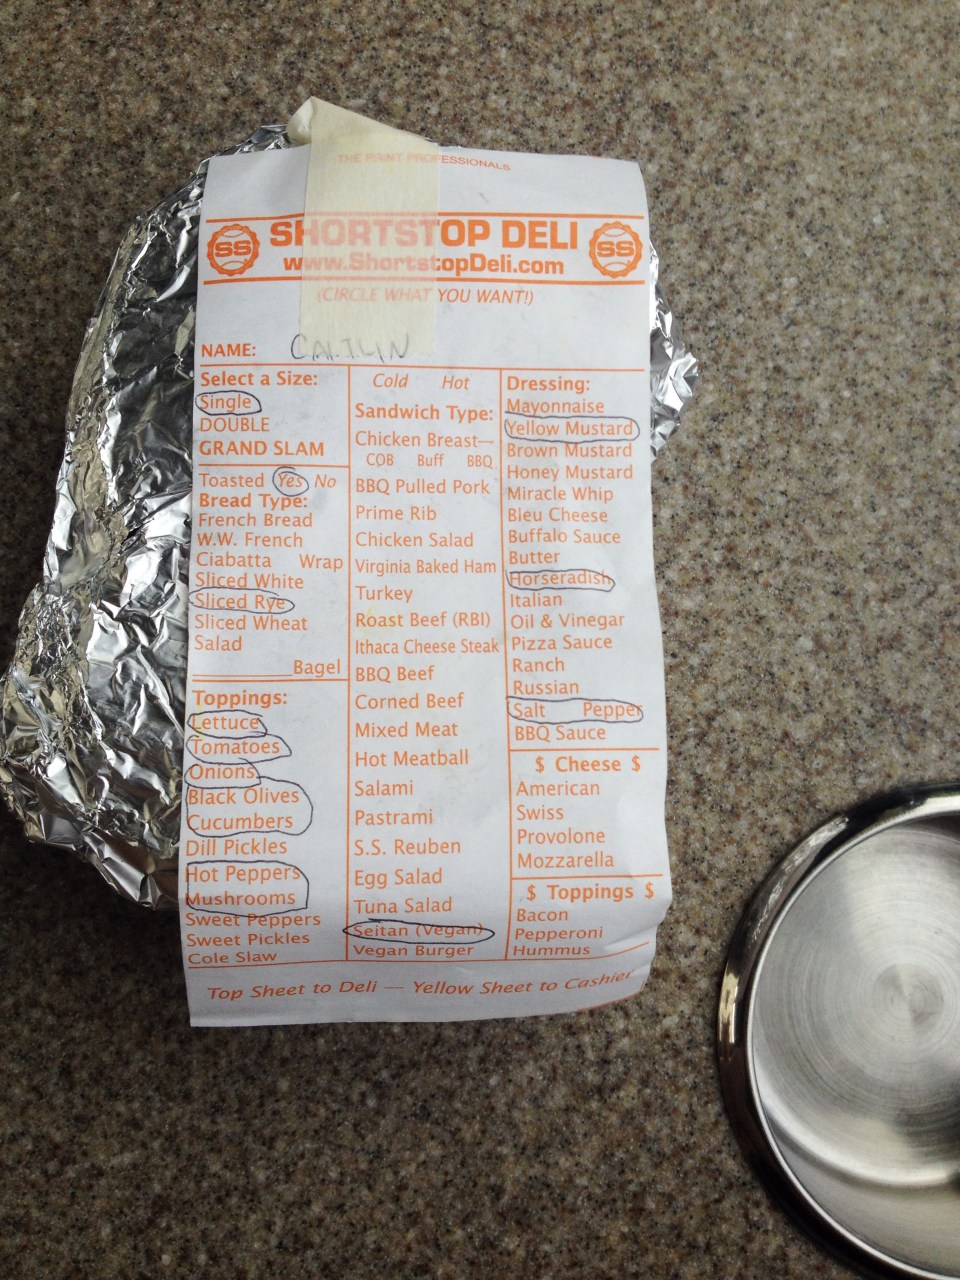 THE PRINT PROFESSIONALS
SS SHORTSTOP DELI SS
www.ShortstopDeli.com
(CIRCLE WHAT YOU WANT!)
NAME: CAITLIN
Select a Size:
Single
DOUBLE
GRAND SLAM
Toasted Yes No
Bread Type:
French Bread
W.W. French
Ciabatta Wrap
Sliced White
Sliced Rye
Sliced Wheat
Salad
Bagel
Toppings:
Lettuce
Tomatoes
Onions
Black Olives
Cucumbers
Dill Pickles
Hot Peppers
Mushrooms
Sweet Peppers
Sweet Pickles
Cole Slaw
Cold Hot
Sandwich Type:
Chicken Breast—
COB Buff BBQ
BBQ Pulled Pork
Prime Rib
Chicken Salad
Virginia Baked Ham
Turkey
Roast Beef (RBI)
Ithaca Cheese Steak
BBQ Beef
Corned Beef
Mixed Meat
Hot Meatball
Salami
Pastrami
S.S. Reuben
Egg Salad
Tuna Salad
Seitan (Vegan)
Vegan Burger
Dressing:
Mayonnaise
Yellow Mustard
Brown Mustard
Honey Mustard
Miracle Whip
Bleu Cheese
Buffalo Sauce
Butter
Horseradish
Italian
Oil & Vinegar
Pizza Sauce
Ranch
Russian
Salt Pepper
BBQ Sauce
$ Cheese $
American
Swiss
Provolone
Mozzarella
$ Toppings $
Bacon
Pepperoni
Hummus
Top Sheet to Deli — Yellow Sheet to Cashier